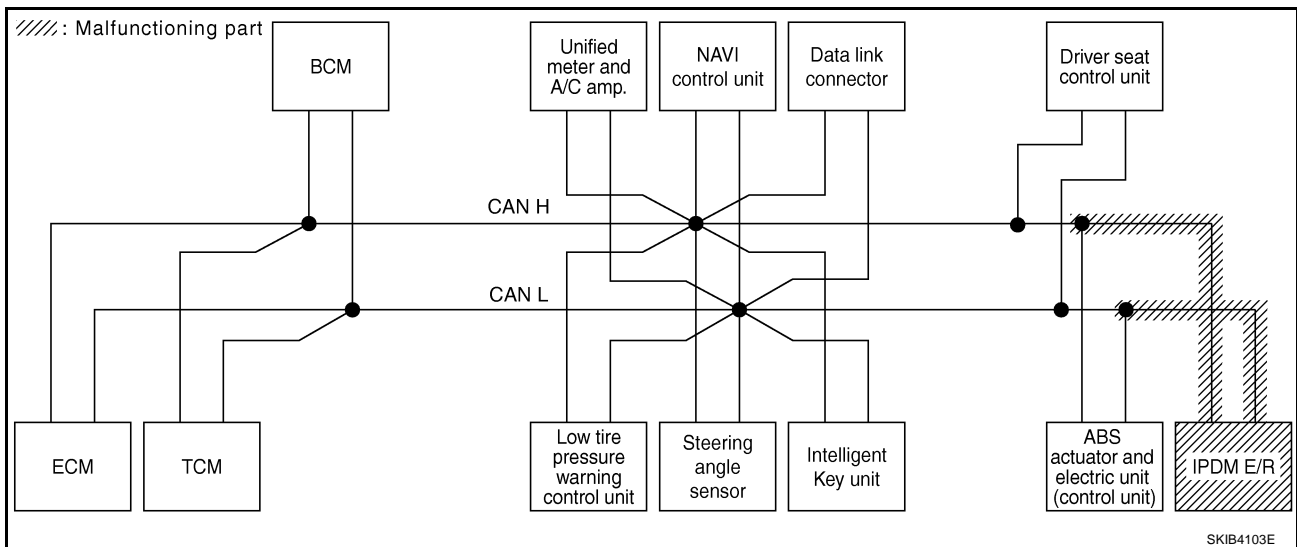 : Malfunctioning part
BCM
Unified
meter and
A/C amp.
NAVI
control unit
Data link
connector
Driver seat
control unit
CAN H
CAN L
ECM
TCM
Low tire
pressure
warning
control unit
Steering
angle
sensor
Intelligent
Key unit
ABS
actuator and
electric unit
(control unit)
IPDM E/R
SKIB4103E